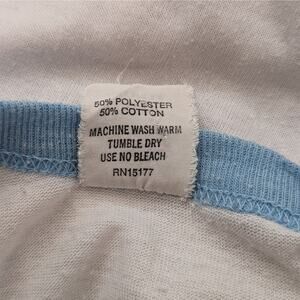 50% POLYESTER
50% COTTON
MACHINE WASH WARM
TUMBLE DRY
USE NO BLEACH
RN15177